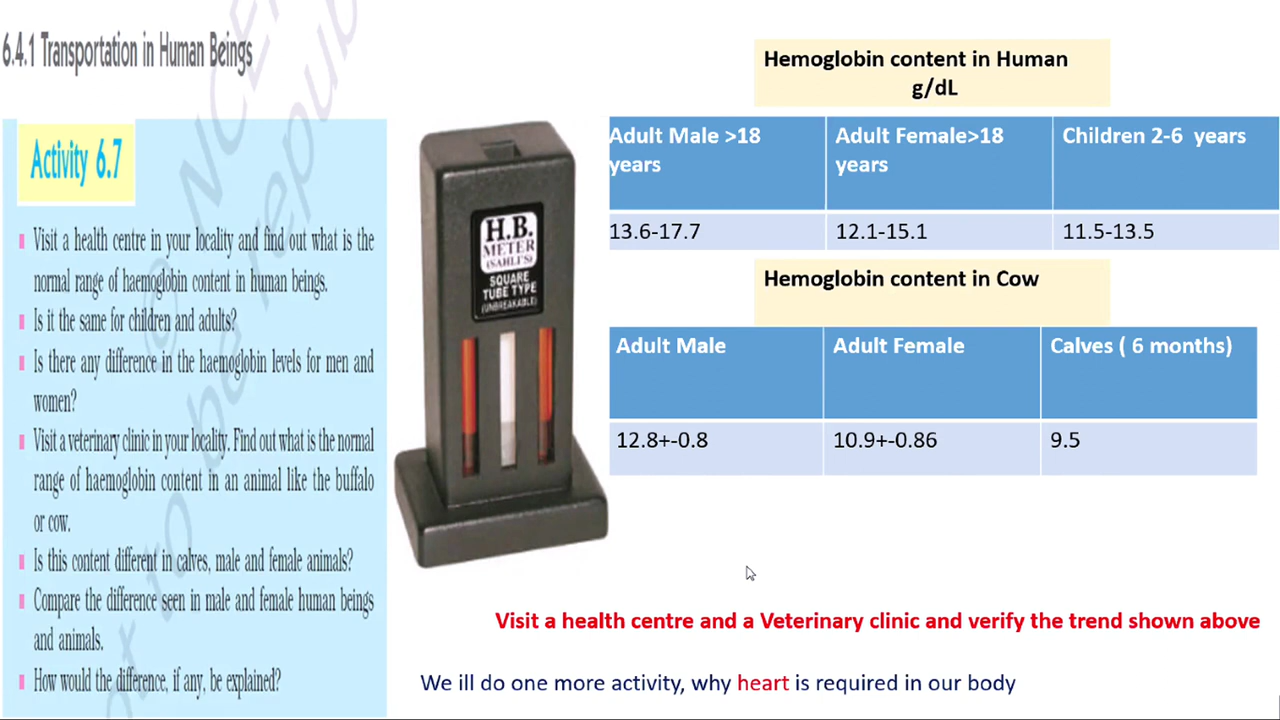 6.4.1 Transportation in Human Beings
Activity 6.7
Visit a health centre in your locality and find out what is the
normal range of haemoglobin content in human beings.
Is it the same for children and adults?
Is there any difference in the haemoglobin levels for men and
women?
Visit a veterinary clinic in your locality. Find out what is the normal
range of haemoglobin content in an animal like the buffalo
or cow.
Is this content different in calves, male and female animals?
Compare the difference seen in male and female human beings
and animals.
How would the difference, if any, be explained?
H.B.
METER
(SAHLI'S)
SQUARE
TUBE TYPE
(UNBREAKABLE)
Hemoglobin content in Human
g/dL
Adult Male >18
years
Adult Female>18
years
Children 2-6 years
13.6-17.7
12.1-15.1
11.5-13.5
Hemoglobin content in Cow
Adult Male
Adult Female
Calves ( 6 months)
12.8+-0.8
10.9+-0.86
9.5
Visit a health centre and a Veterinary clinic and verify the trend shown above
We ill do one more activity, why heart is required in our body